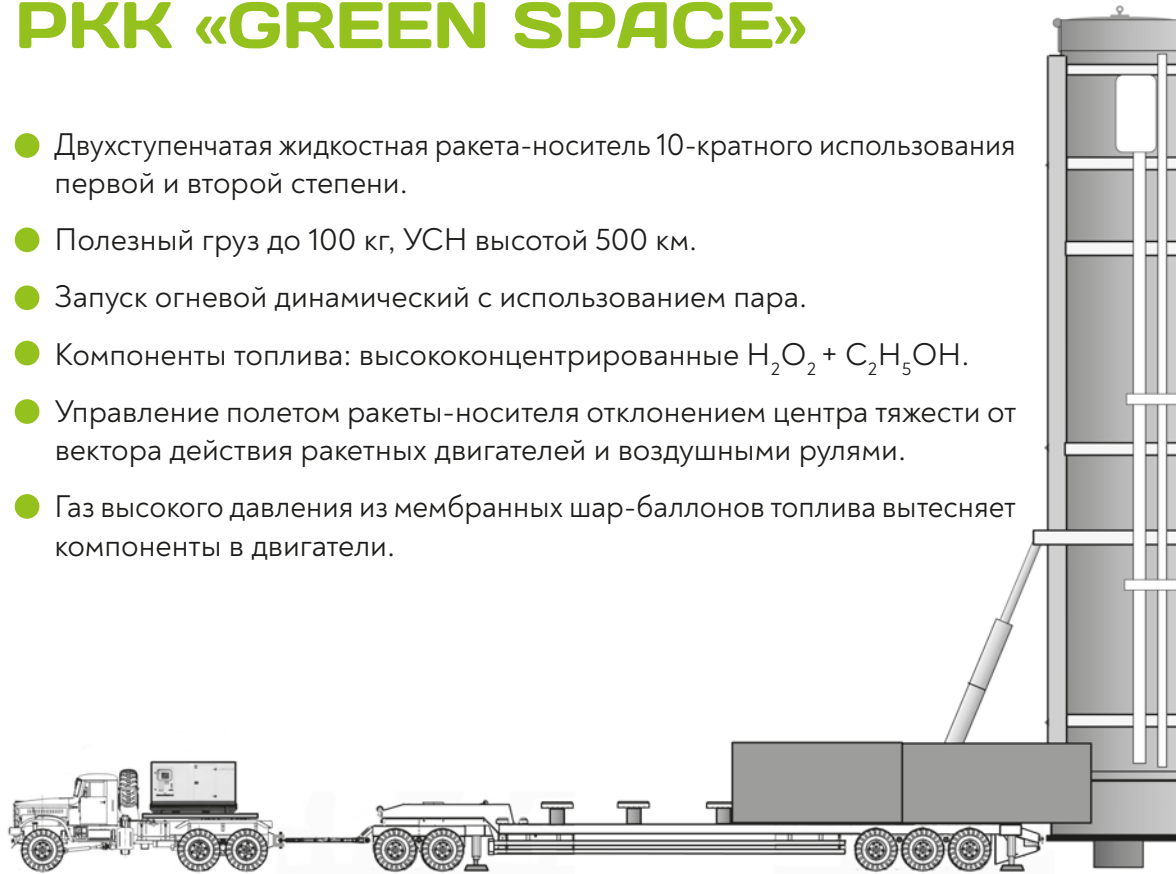 РКК «GREEN SPACE»
Двухступенчатая жидкостная ракета-носитель 10-кратного использования
первой и второй степени.
Полезный груз до 100 кг, УСН высотой 500 км.
Запуск огневой динамический с использованием пара.
Компоненты топлива: высококонцентрированные H₂O₂ + C₂H₅OH.
Управление полетом ракеты-носителя отклонением центра тяжести от
вектора действия ракетных двигателей и воздушными рулями.
Газ высокого давления из мембранных шар-баллонов топлива вытесняет
компоненты в двигатели.